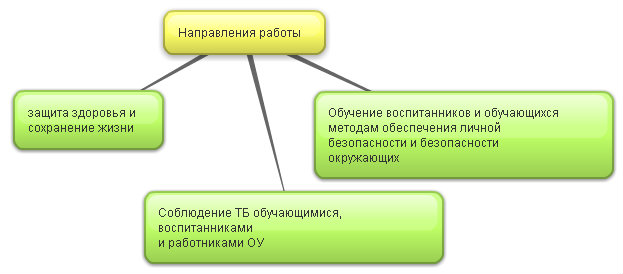 Направления работы
защита здоровья и
сохранение жизни
Обучение воспитанников и обучающихся
методам обеспечения личной
безопасности и безопасности
окружающих
Соблюдение ТБ обучающимися,
воспитанниками
и работниками ОУ